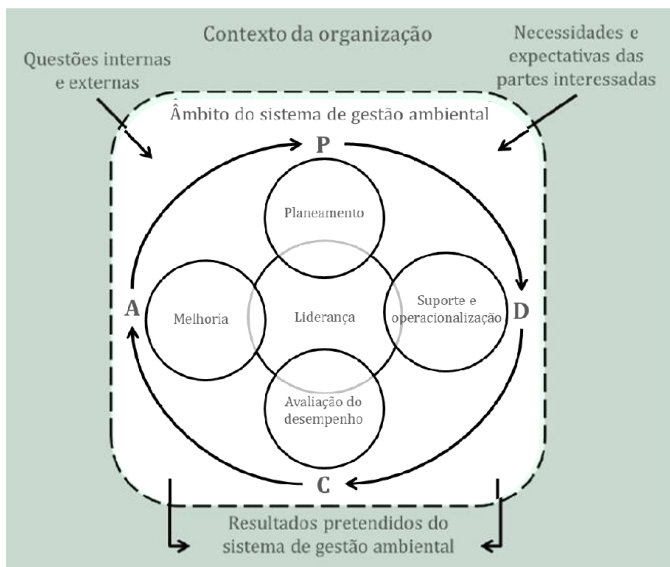 Contexto da organização
Questões internas
e externas
Necessidades e
expectativas das
partes interessadas
Âmbito do sistema de gestão ambiental
P
Planeamento
A
Melhoria
Liderança
Suporte e
operacionalização
D
Avaliação do
desempenho
C
Resultados pretendidos do
sistema de gestão ambiental